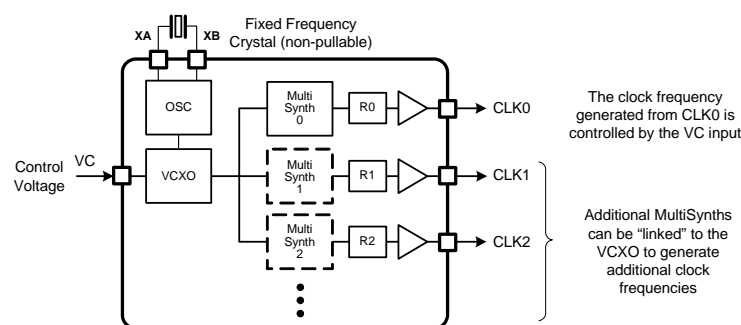 Fixed Frequency
Crystal (non-pullable)
XA
XB
OSC
Multi
Synth
0
R0
CLK0
The clock frequency
generated from CLK0 is
controlled by the VC input
Control
Voltage
VC
VCXO
Multi
Synth
1
R1
CLK1
Multi
Synth
2
R2
CLK2
Additional MultiSynths
can be “linked” to the
VCXO to generate
additional clock
frequencies